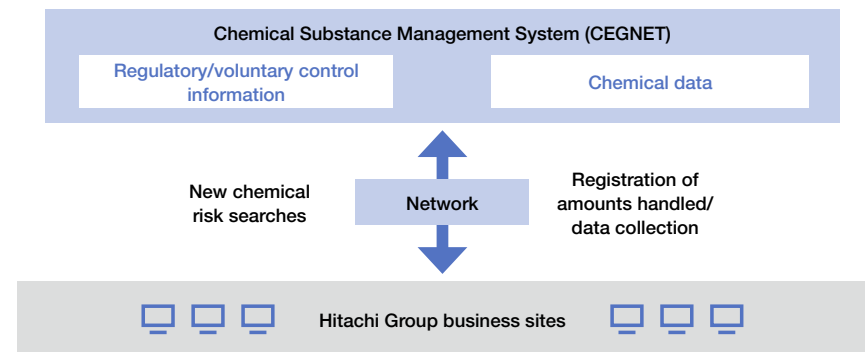 Chemical Substance Management System (CEGNET)
Regulatory/voluntary control
information
Chemical data
New chemical
risk searches
Network
Registration of
amounts handled/
data collection
Hitachi Group business sites